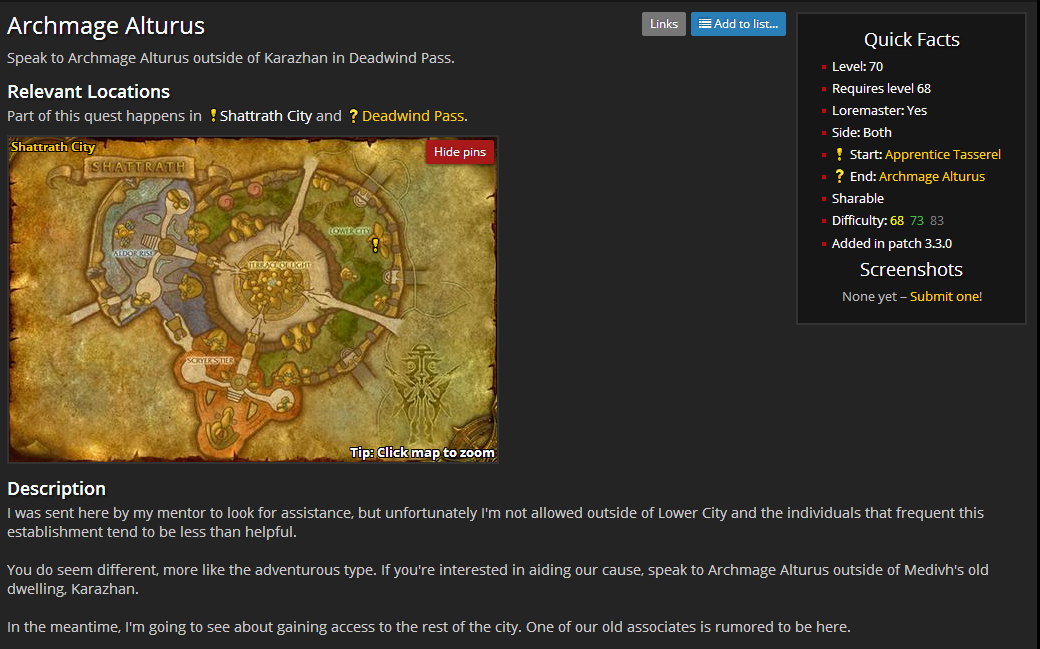 Archmage Alturus
Links
Add to list...
Speak to Archmage Alturus outside of Karazhan in Deadwind Pass.
Relevant Locations
Part of this quest happens in ! Shattrath City and ? Deadwind Pass.
Shattrath City
Hide pins
SHATTRATH
LOWER CITY
ALDOR RISE
TERRACE OF LIGHT
SCRYER'S TIER
Tip: Click map to zoom
Description
I was sent here by my mentor to look for assistance, but unfortunately I'm not allowed outside of Lower City and the individuals that frequent this
establishment tend to be less than helpful.
You do seem different, more like the adventurous type. If you're interested in aiding our cause, speak to Archmage Alturus outside of Medivh's old
dwelling, Karazhan.
In the meantime, I'm going to see about gaining access to the rest of the city. One of our old associates is rumored to be here.
Quick Facts
Level: 70
Requires level 68
Loremaster: Yes
Side: Both
! Start: Apprentice Tasserel
? End: Archmage Alturus
Sharable
Difficulty: 68 73 83
Added in patch 3.3.0
Screenshots
None yet – Submit one!